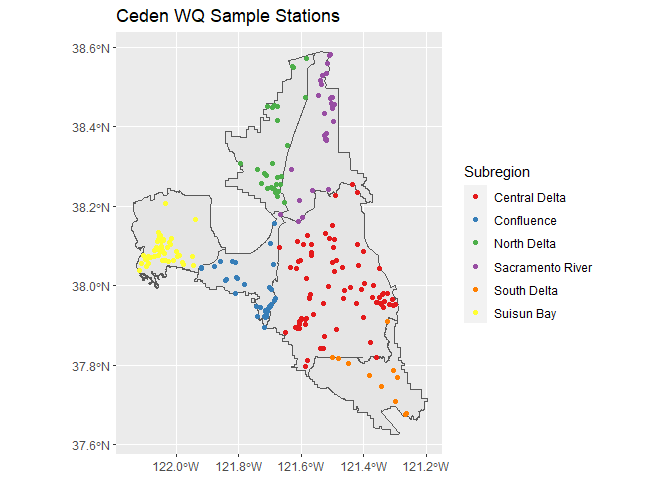 Ceden WQ Sample Stations
38.6°N
38.4°N
38.2°N
38.0°N
37.8°N
37.6°N
122.0°W
121.8°W
121.6°W
121.4°W
121.2°W
Subregion
Central Delta
Confluence
North Delta
Sacramento River
South Delta
Suisun Bay